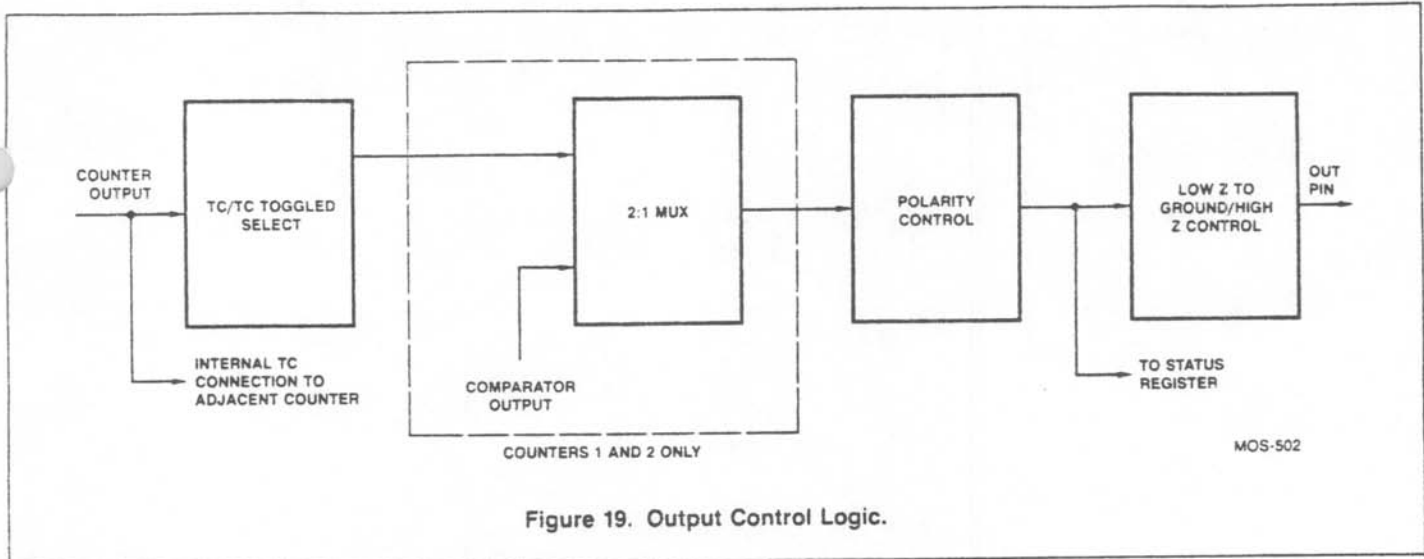 COUNTER
OUTPUT
TC/TC TOGGLED
SELECT
INTERNAL TC
CONNECTION TO
ADJACENT COUNTER
2:1 MUX
COMPARATOR
OUTPUT
COUNTERS 1 AND 2 ONLY
POLARITY
CONTROL
TO STATUS
REGISTER
LOW Z TO
GROUND/HIGH
Z CONTROL
OUT
PIN
MOS-502
Figure 19. Output Control Logic.